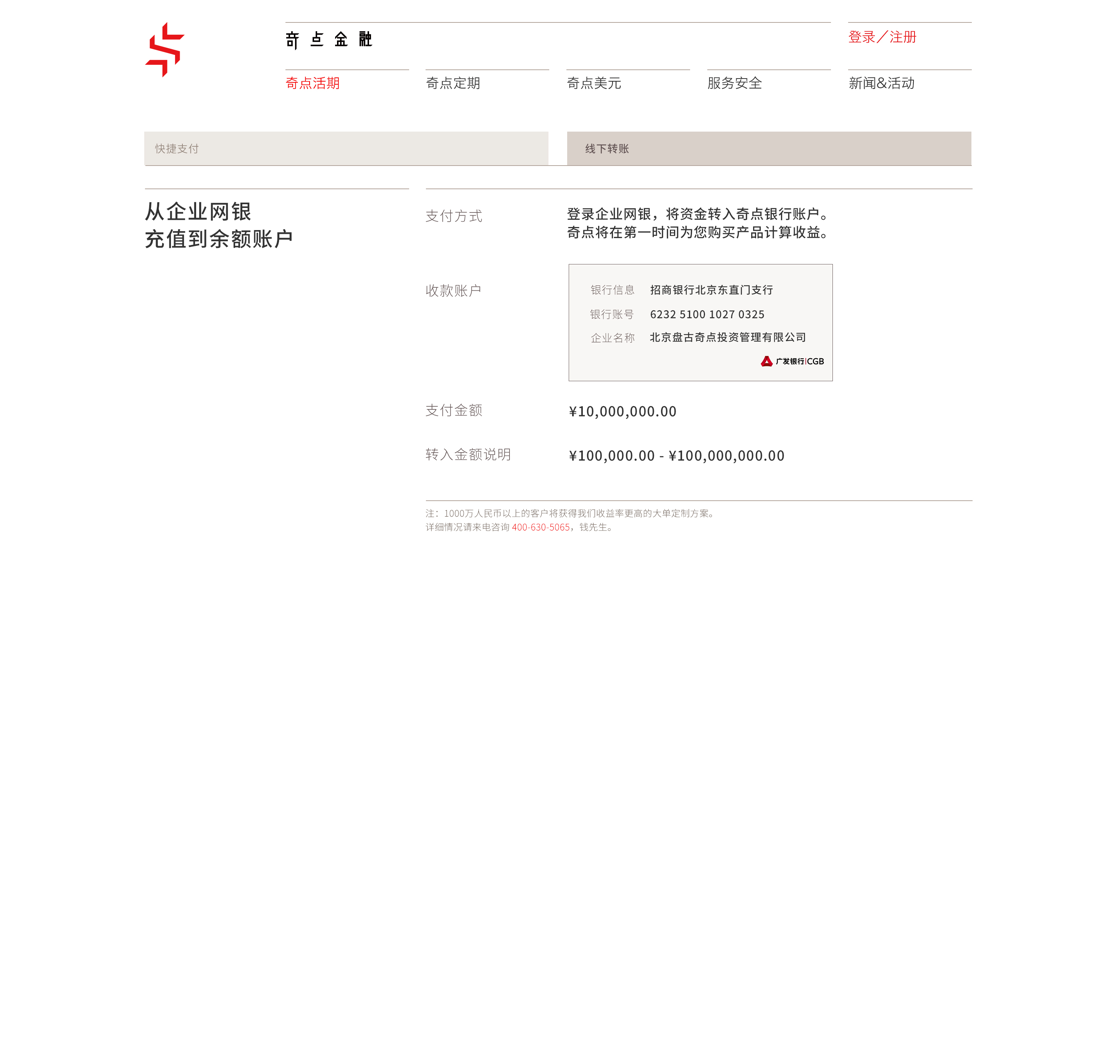 奇点金融
登录／注册
奇点活期
奇点定期
奇点美元
服务安全
新闻&活动
快捷支付
线下转账
从企业网银
充值到余额账户
支付方式
登录企业网银，将资金转入奇点银行账户。
奇点将在第一时间为您购买产品计算收益。
收款账户
银行信息 招商银行北京东直门支行
银行账号 6232 5100 1027 0325
企业名称 北京盘古奇点投资管理有限公司
广发银行|CGB
支付金额
¥10,000,000.00
转入金额说明
¥100,000.00 - ¥100,000,000.00
注：1000万人民币以上的客户将获得我们收益率更高的大单定制方案。
详细情况请来电咨询 400-630-5065，钱先生。